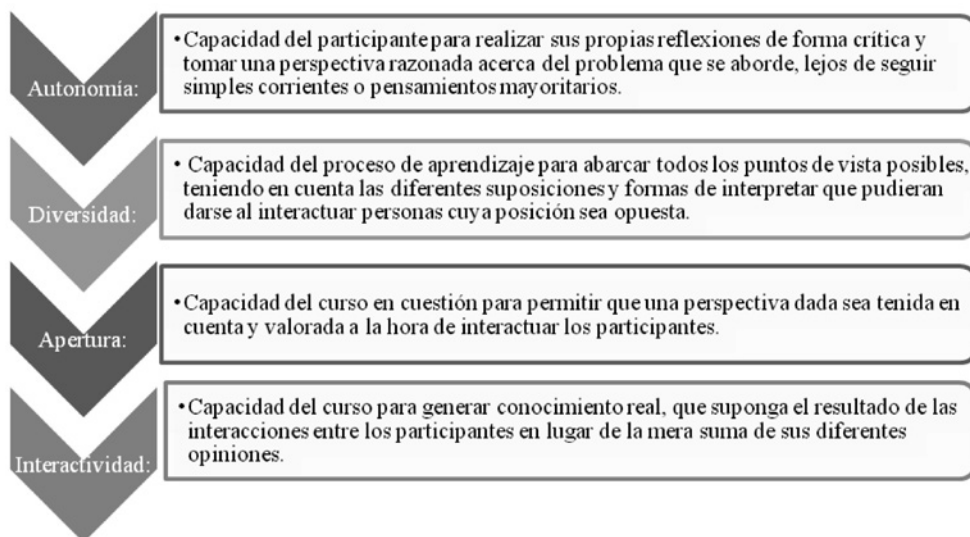 Autonomía:
•Capacidad del participante para realizar sus propias reflexiones de forma crítica y
tomar una perspectiva razonada acerca del problema que se aborde, lejos de seguir
simples corrientes o pensamientos mayoritarios.
Diversidad:
• Capacidad del proceso de aprendizaje para abarcar todos los puntos de vista posibles,
teniendo en cuenta las diferentes suposiciones y formas de interpretar que pudieran
darse al interactuar personas cuya posición sea opuesta.
Apertura:
•Capacidad del curso en cuestión para permitir que una perspectiva dada sea tenida en
cuenta y valorada a la hora de interactuar los participantes.
Interactividad:
•Capacidad del curso para generar conocimiento real, que suponga el resultado de las
interacciones entre los participantes en lugar de la mera suma de sus diferentes
opiniones.